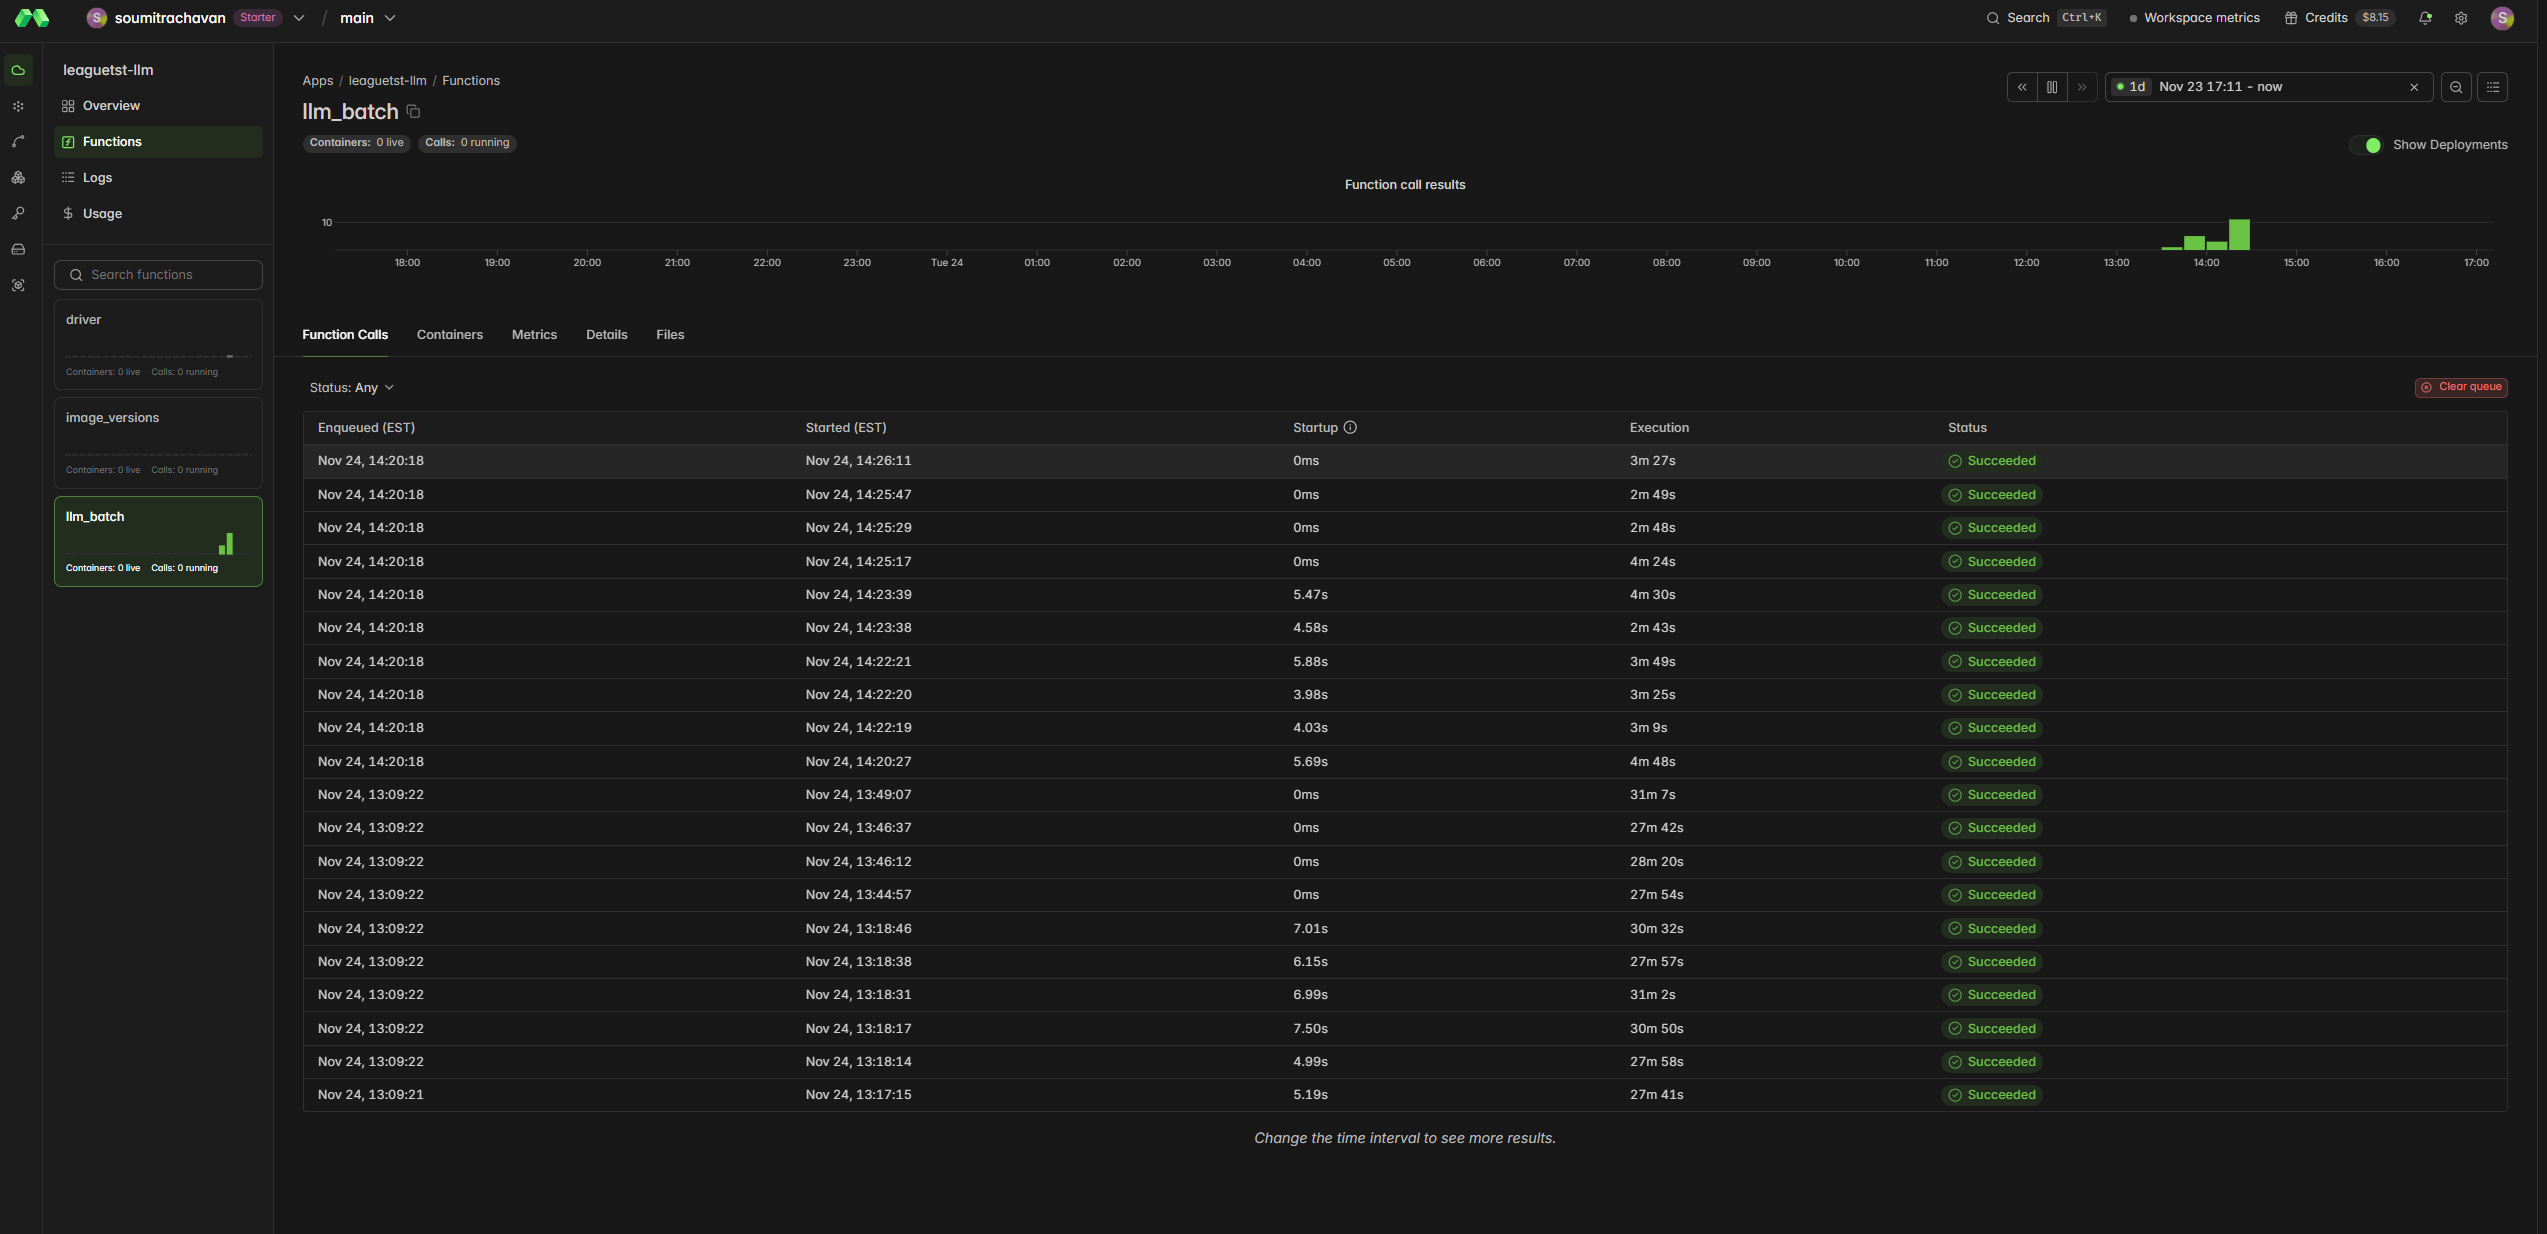 S soumitrachavan Starter / main Search Ctrl+K Workspace metrics Credits $8.15 S
leaguetst-llm
Overview
Functions
Logs
Usage
Search functions
driver
Containers: 0 live Calls: 0 running
image_versions
Containers: 0 live Calls: 0 running
llm_batch
Containers: 0 live Calls: 0 running
Apps / leaguetst-llm / Functions
llm_batch
1d Nov 23 17:11 - now
Containers: 0 live Calls: 0 running
Show Deployments
Function call results
10
18:00 19:00 20:00 21:00 22:00 23:00 Tue 24 01:00 02:00 03:00 04:00 05:00 06:00 07:00 08:00 09:00 10:00 11:00 12:00 13:00 14:00 15:00 16:00 17:00
Function Calls Containers Metrics Details Files
Status: Any Clear queue
Enqueued (EST) Started (EST) Startup Execution Status
Nov 24, 14:20:18 Nov 24, 14:26:11 0ms 3m 27s Succeeded
Nov 24, 14:20:18 Nov 24, 14:25:47 0ms 2m 49s Succeeded
Nov 24, 14:20:18 Nov 24, 14:25:29 0ms 2m 48s Succeeded
Nov 24, 14:20:18 Nov 24, 14:25:17 0ms 4m 24s Succeeded
Nov 24, 14:20:18 Nov 24, 14:23:39 5.47s 4m 30s Succeeded
Nov 24, 14:20:18 Nov 24, 14:23:38 4.58s 2m 43s Succeeded
Nov 24, 14:20:18 Nov 24, 14:22:21 5.88s 3m 49s Succeeded
Nov 24, 14:20:18 Nov 24, 14:22:20 3.98s 3m 25s Succeeded
Nov 24, 14:20:18 Nov 24, 14:22:19 4.03s 3m 9s Succeeded
Nov 24, 14:20:18 Nov 24, 14:20:27 5.69s 4m 48s Succeeded
Nov 24, 13:09:22 Nov 24, 13:49:07 0ms 31m 7s Succeeded
Nov 24, 13:09:22 Nov 24, 13:46:37 0ms 27m 42s Succeeded
Nov 24, 13:09:22 Nov 24, 13:46:12 0ms 28m 20s Succeeded
Nov 24, 13:09:22 Nov 24, 13:44:57 0ms 27m 54s Succeeded
Nov 24, 13:09:22 Nov 24, 13:18:46 7.01s 30m 32s Succeeded
Nov 24, 13:09:22 Nov 24, 13:18:38 6.15s 27m 57s Succeeded
Nov 24, 13:09:22 Nov 24, 13:18:31 6.99s 31m 2s Succeeded
Nov 24, 13:09:22 Nov 24, 13:18:17 7.50s 30m 50s Succeeded
Nov 24, 13:09:22 Nov 24, 13:18:14 4.99s 27m 58s Succeeded
Nov 24, 13:09:21 Nov 24, 13:17:15 5.19s 27m 41s Succeeded
Change the time interval to see more results.